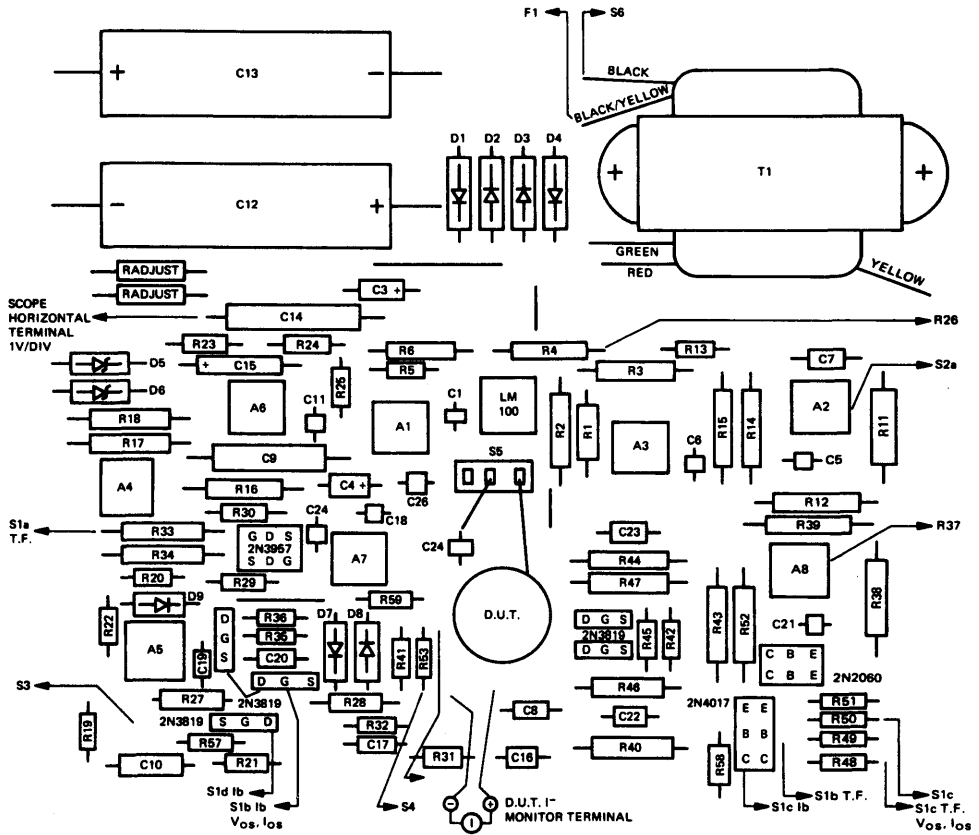 F1
S6
+ C13 −
BLACK
BLACK/YELLOW
D1 D2 D3 D4
− C12 +
+ T1 +
GREEN
RED
YELLOW
RADJUST
RADJUST
C3 +
SCOPE
HORIZONTAL
TERMINAL
1V/DIV
C14
R26
R23
R24
R6
R4
R13
C7
D5
+ C15
R25
R5
R3
S2a
D6
A6
C11
A1
C1
LM
100
R2
R1
A3
R15
R14
A2
R11
R18
R17
C9
S5
C6
C5
A4
R16
C4 +
C26
R12
R30
C18
R39
S1a
T.F.
R33
G D S
2N3957
S D G
C24
A7
C24
C23
R37
R34
R44
A8
R20
R29
R47
R38
D9
R59
D.U.T.
R22
A5
D
G
S
R36
D7
D8
D G S
2N3819
D G S
R45
R42
R43
R52
C21
R35
R41
R53
C19
C20
C B E
D G S
2N2060
S3
R27
2N3819
R28
R46
2N4017
R51
2N3819
S G D
R32
C8
C22
E E
B B
C C
R50
R19
R57
C17
R49
C10
R21
R31
C16
R40
R58
R48
S1d Ib
S1b Ib
VOS, IOS
S4
−
+
I
D.U.T. I−
MONITOR TERMINAL
S1c Ib
S1b T.F.
S1c
S1c T.F.
VOS, IOS